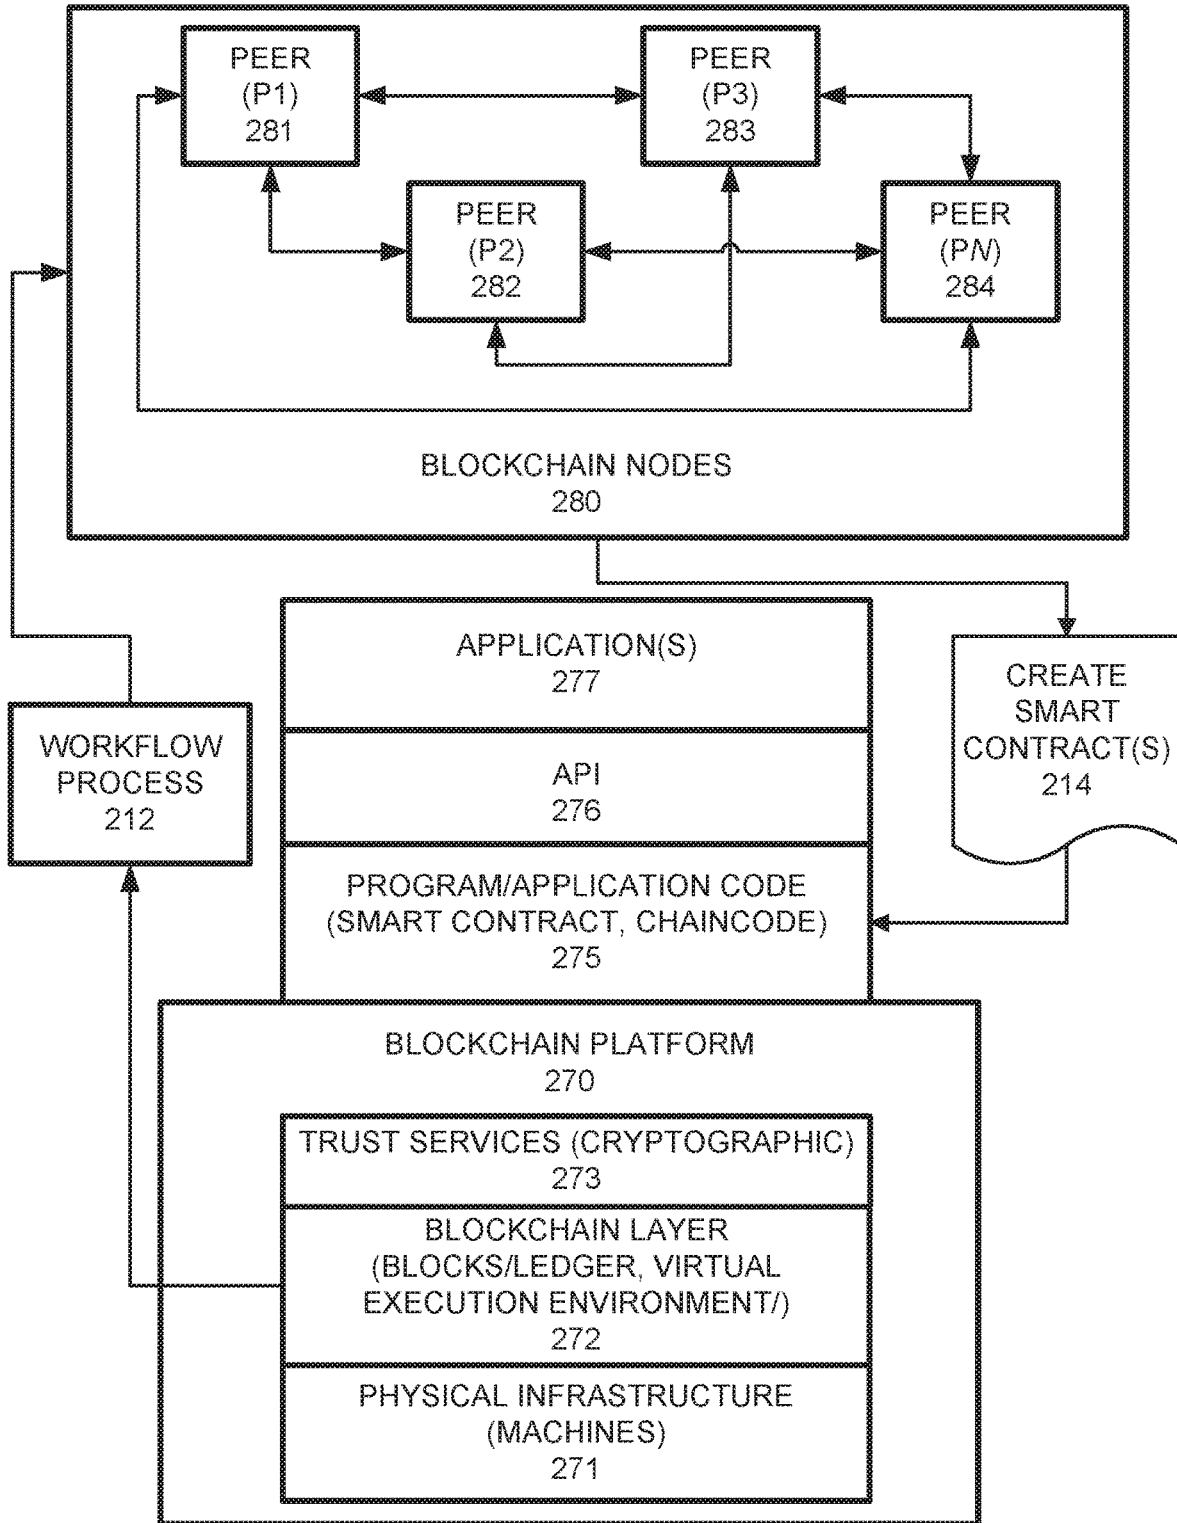 PEER
(P1)
281
PEER
(P3)
283
PEER
(P2)
282
PEER
(PN)
284
BLOCKCHAIN NODES
280
APPLICATION(S)
277
CREATE
SMART
CONTRACT(S)
214
WORKFLOW
PROCESS
212
API
276
PROGRAM/APPLICATION CODE
(SMART CONTRACT, CHAINCODE)
275
BLOCKCHAIN PLATFORM
270
TRUST SERVICES (CRYPTOGRAPHIC)
273
BLOCKCHAIN LAYER
(BLOCKS/LEDGER, VIRTUAL
EXECUTION ENVIRONMENT/)
272
PHYSICAL INFRASTRUCTURE
(MACHINES)
271